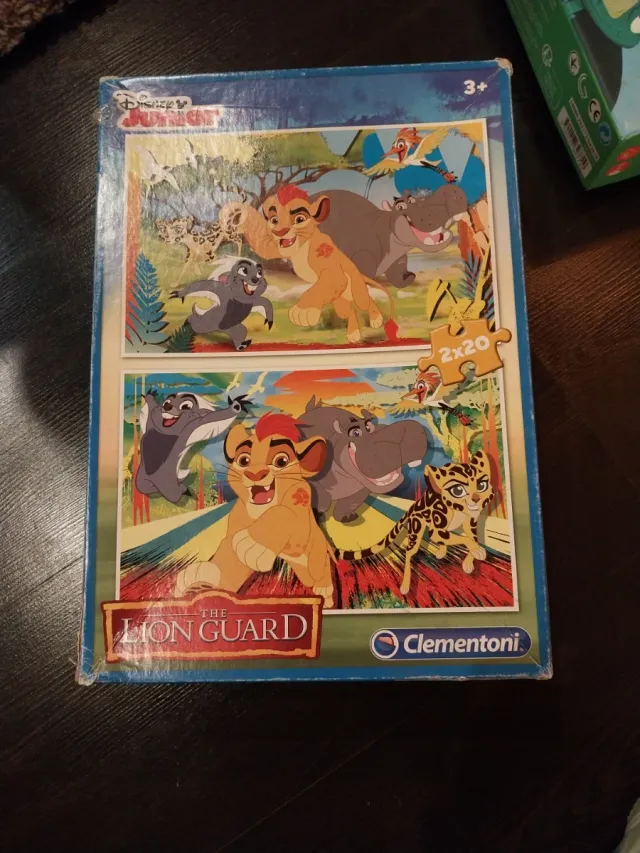 Disney
Junior
3+
2x20
THE
LION GUARD
Clementoni